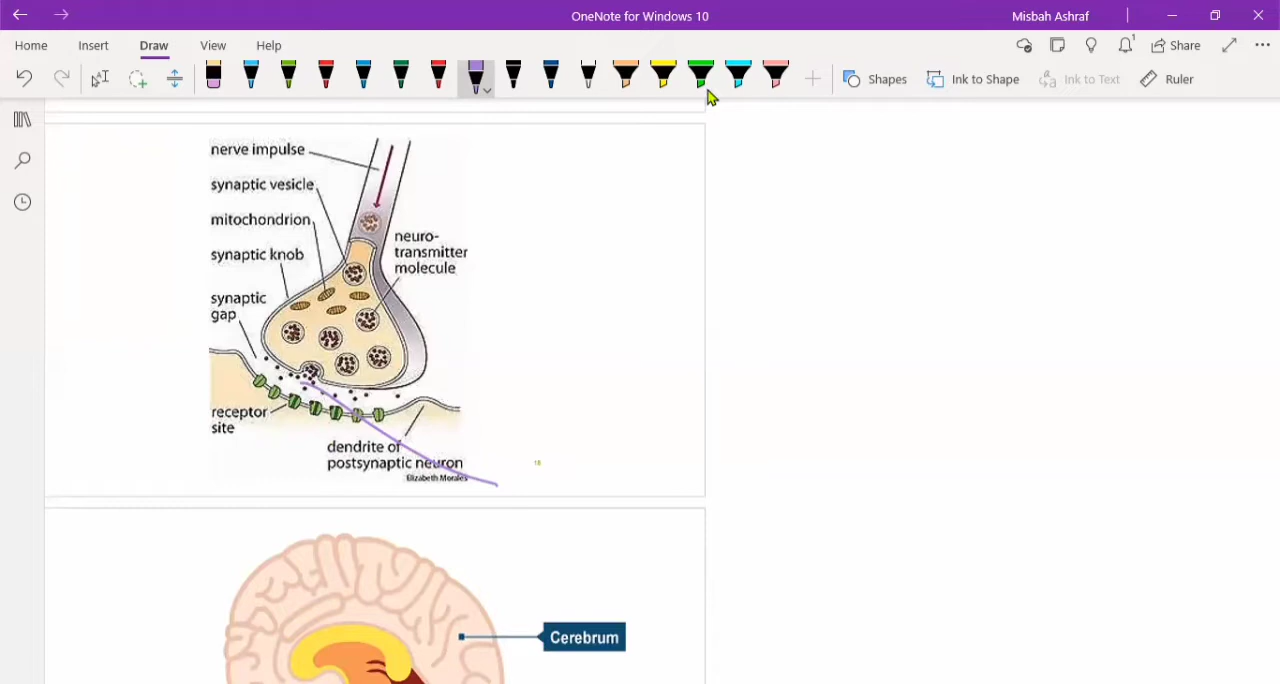 OneNote for Windows 10
Misbah Ashraf
Home
Insert
Draw
View
Help
1
Share
Shapes
Ink to Shape
Ink to Text
Ruler
nerve impulse
synaptic vesicle
mitochondrion
synaptic knob
synaptic
gap
neuro-
transmitter
molecule
receptor
site
dendrite of
postsynaptic neuron
Elizabeth Morales
18
Cerebrum